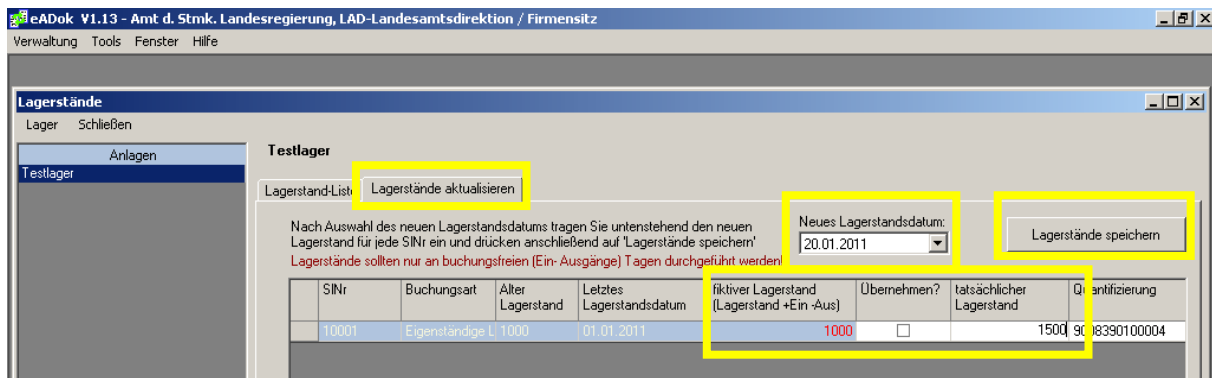 eADok V1.13 - Amt d. Stmk. Landesregierung, LAD-Landesamtsdirektion / Firmensitz
Verwaltung Tools Fenster Hilfe
Lagerstände
Lager Schließen
Anlagen
Testlager
Testlager
Lagerstand-Liste Lagerstände aktualisieren
Nach Auswahl des neuen Lagerstandsdatums tragen Sie untenstehend den neuen
Lagerstand für jede SINr ein und drücken anschließend auf 'Lagerstände speichern'
Lagerstände sollten nur an buchungsfreien (Ein- Ausgänge) Tagen durchgeführt werden!
Neues Lagerstandsdatum:
20.01.2011
Lagerstände speichern
SINr Buchungsart Alter Lagerstand Letztes Lagerstandsdatum fiktiver Lagerstand (Lagerstand +Ein -Aus) Übernehmen? tatsächlicher Lagerstand Quantifizierung
10001 Eigenständige L 1000 01.01.2011 1000 1500 9008390100004